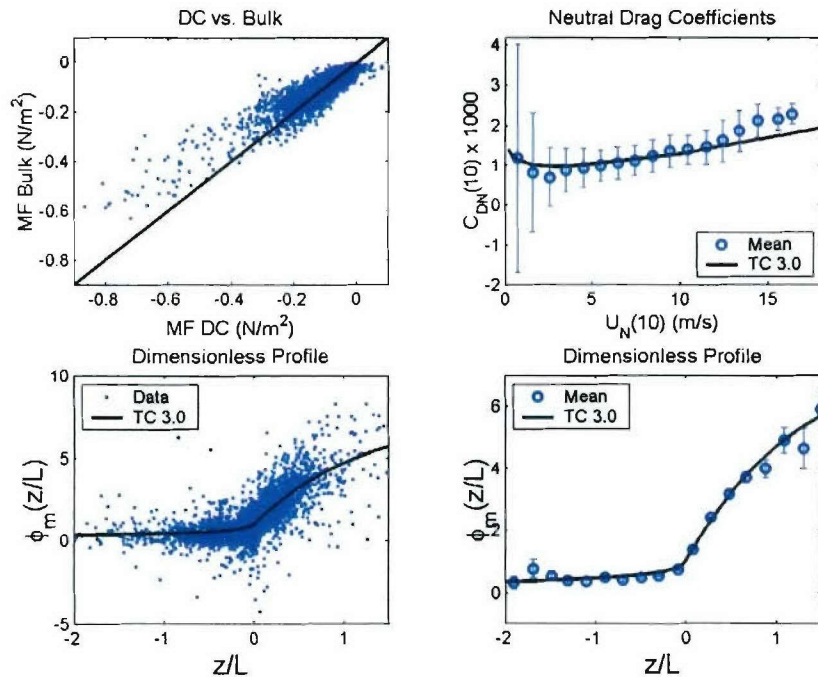 DC vs. Bulk
0
-0.2
-0.4
-0.6
-0.8
MF Bulk (N/m²)
-0.8
-0.6
-0.4
-0.2
0
MF DC (N/m²)
Neutral Drag Coefficients
4
3
2
1
0
-1
-2
C_DN(10) x 1000
Mean
TC 3.0
0
5
10
15
U_N(10) (m/s)
Dimensionless Profile
Data
TC 3.0
10
5
0
-5
ϕ_m(z/L)
-2
-1
0
1
z/L
Dimensionless Profile
Mean
TC 3.0
6
4
2
0
ϕ_m(z/L)
-2
-1
0
1
z/L